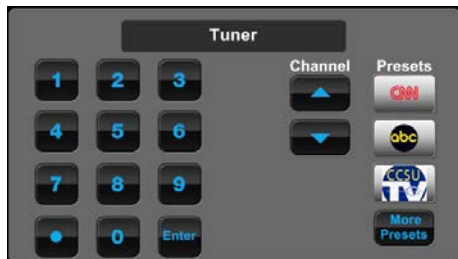 Tuner
Channel
Presets
1
2
3
CNN
4
5
6
abc
7
8
9
CCSU
TV
0
Enter
More
Presets